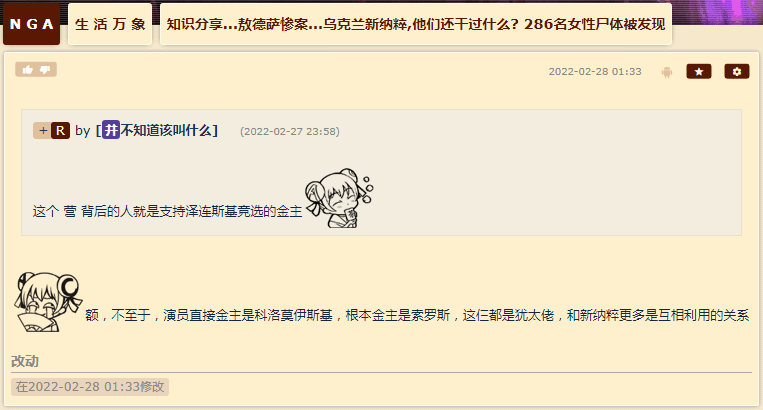 NGA 生活万象 知识分享...敖德萨惨案...乌克兰新纳粹,他们还干过什么? 286名女性尸体被发现
2022-02-28 01:33
+ R by [井不知道该叫什么] (2022-02-27 23:58)
这个 营 背后的人就是支持泽连斯基竞选的金主
额，不至于，演员直接金主是科洛莫伊斯基，根本金主是索罗斯，这仨都是犹太佬，和新纳粹更多是互相利用的关系
改动
在2022-02-28 01:33修改